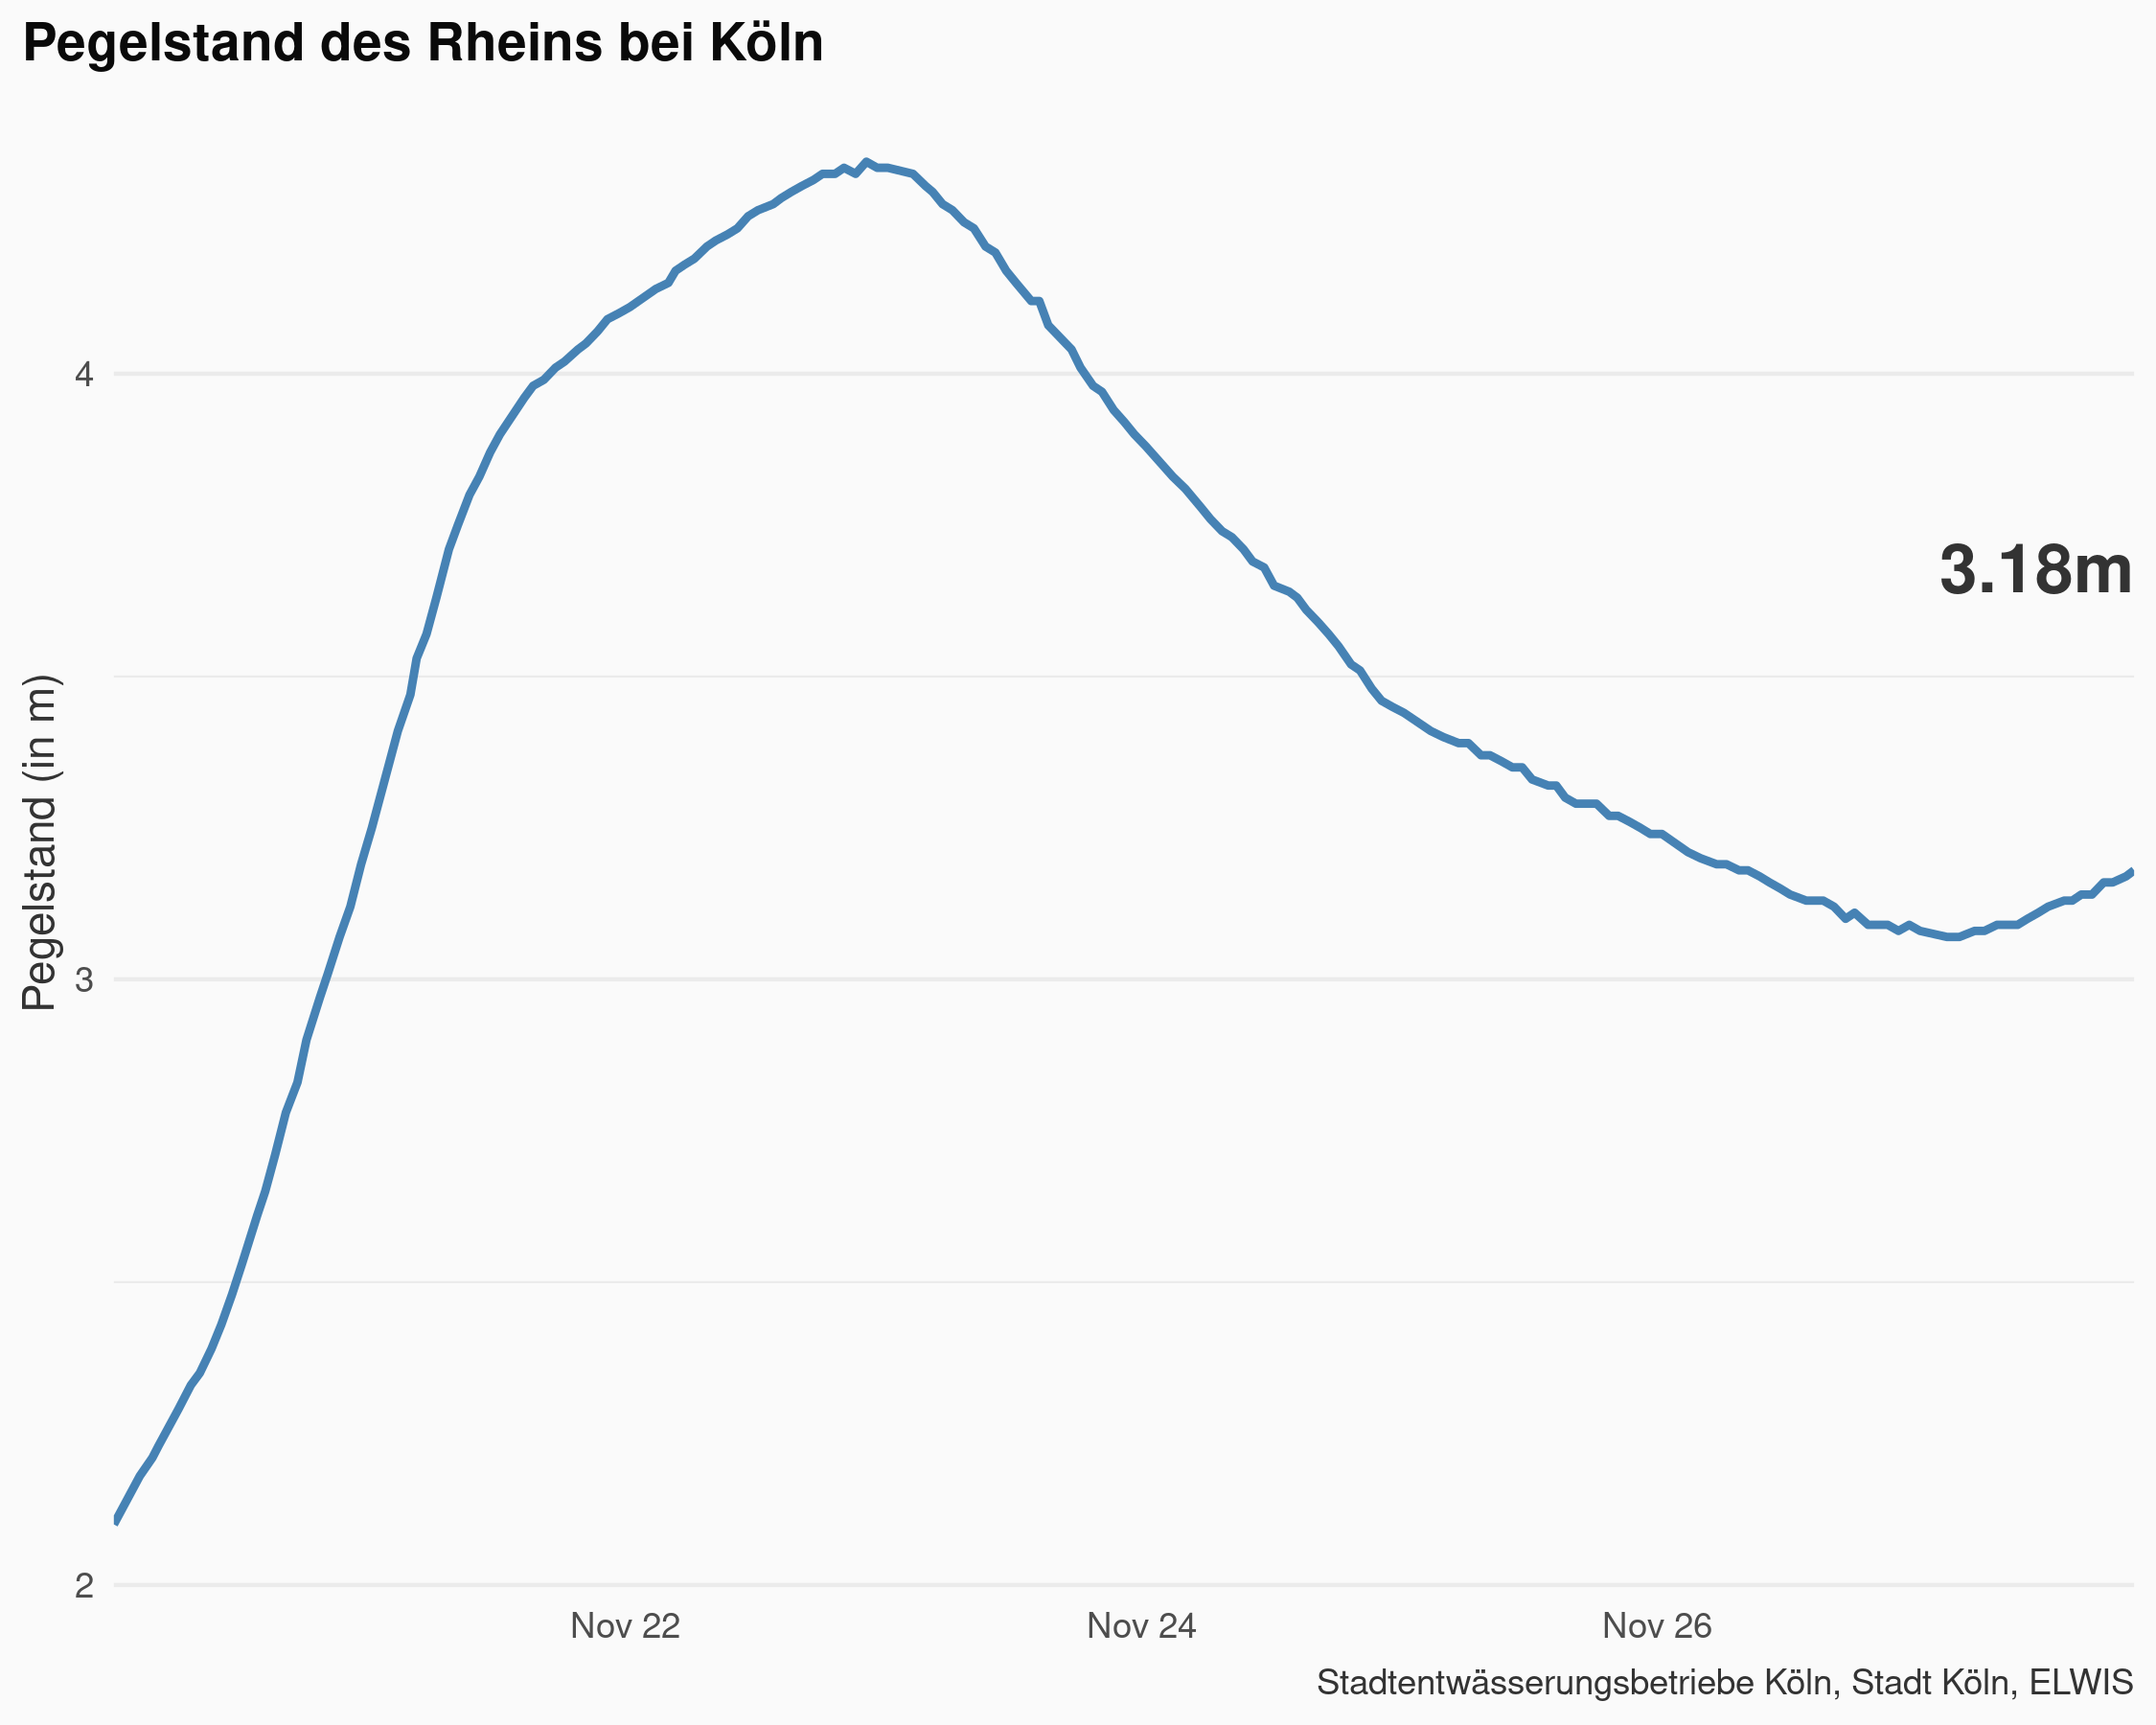 Pegelstand des Rheins bei Köln
4
3.18m
Pegelstand (in m)
3
2
Nov 22
Nov 24
Nov 26
Stadtentwässerungsbetriebe Köln, Stadt Köln, ELWIS